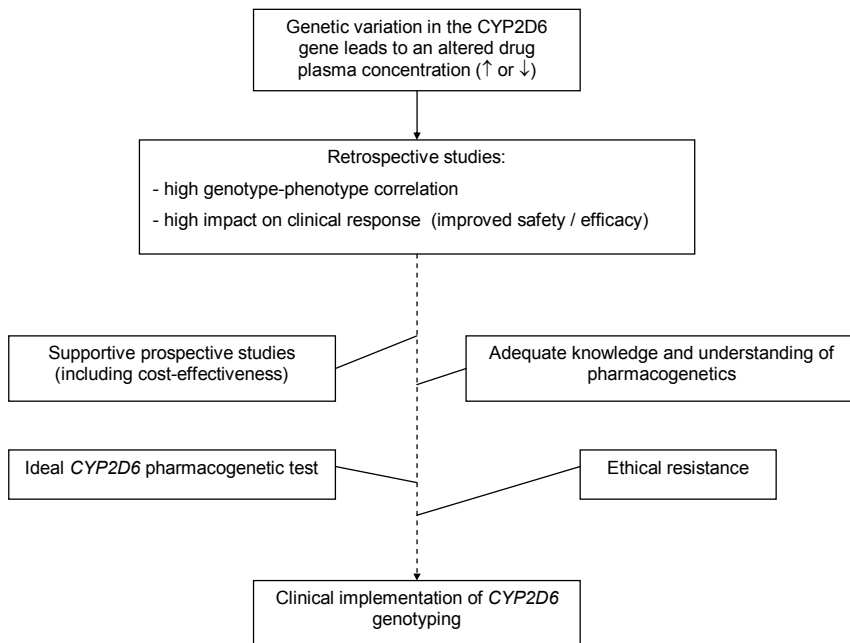 Genetic variation in the CYP2D6
gene leads to an altered drug
plasma concentration (↑ or ↓)
Retrospective studies:
- high genotype-phenotype correlation
- high impact on clinical response (improved safety / efficacy)
Supportive prospective studies
(including cost-effectiveness)
Adequate knowledge and understanding of
pharmacogenetics
Ideal CYP2D6 pharmacogenetic test
Ethical resistance
Clinical implementation of CYP2D6
genotyping